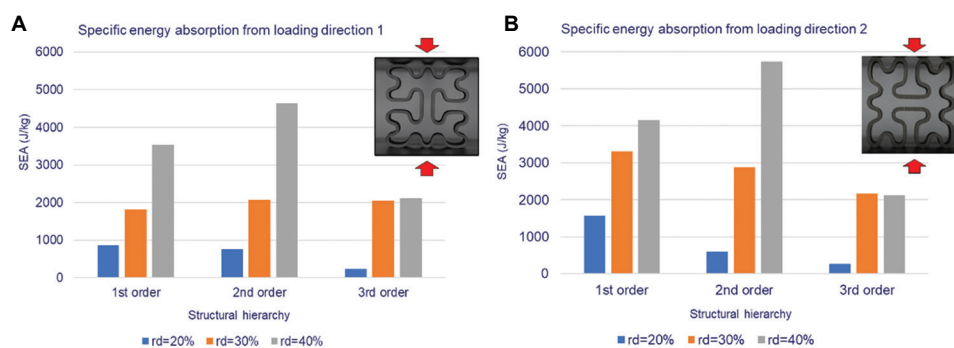 A
Specific energy absorption from loading direction 1
6000
5000
4000
3000
2000
1000
0
SEA (J/kg)
1st order
2nd order
3rd order
Structural hierarchy
rd=20%
rd=30%
rd=40%
B
Specific energy absorption from loading direction 2
6000
5000
4000
3000
2000
1000
0
SEA (J/kg)
1st order
2nd order
3rd order
Structural hierarchy
rd=20%
rd=30%
rd=40%